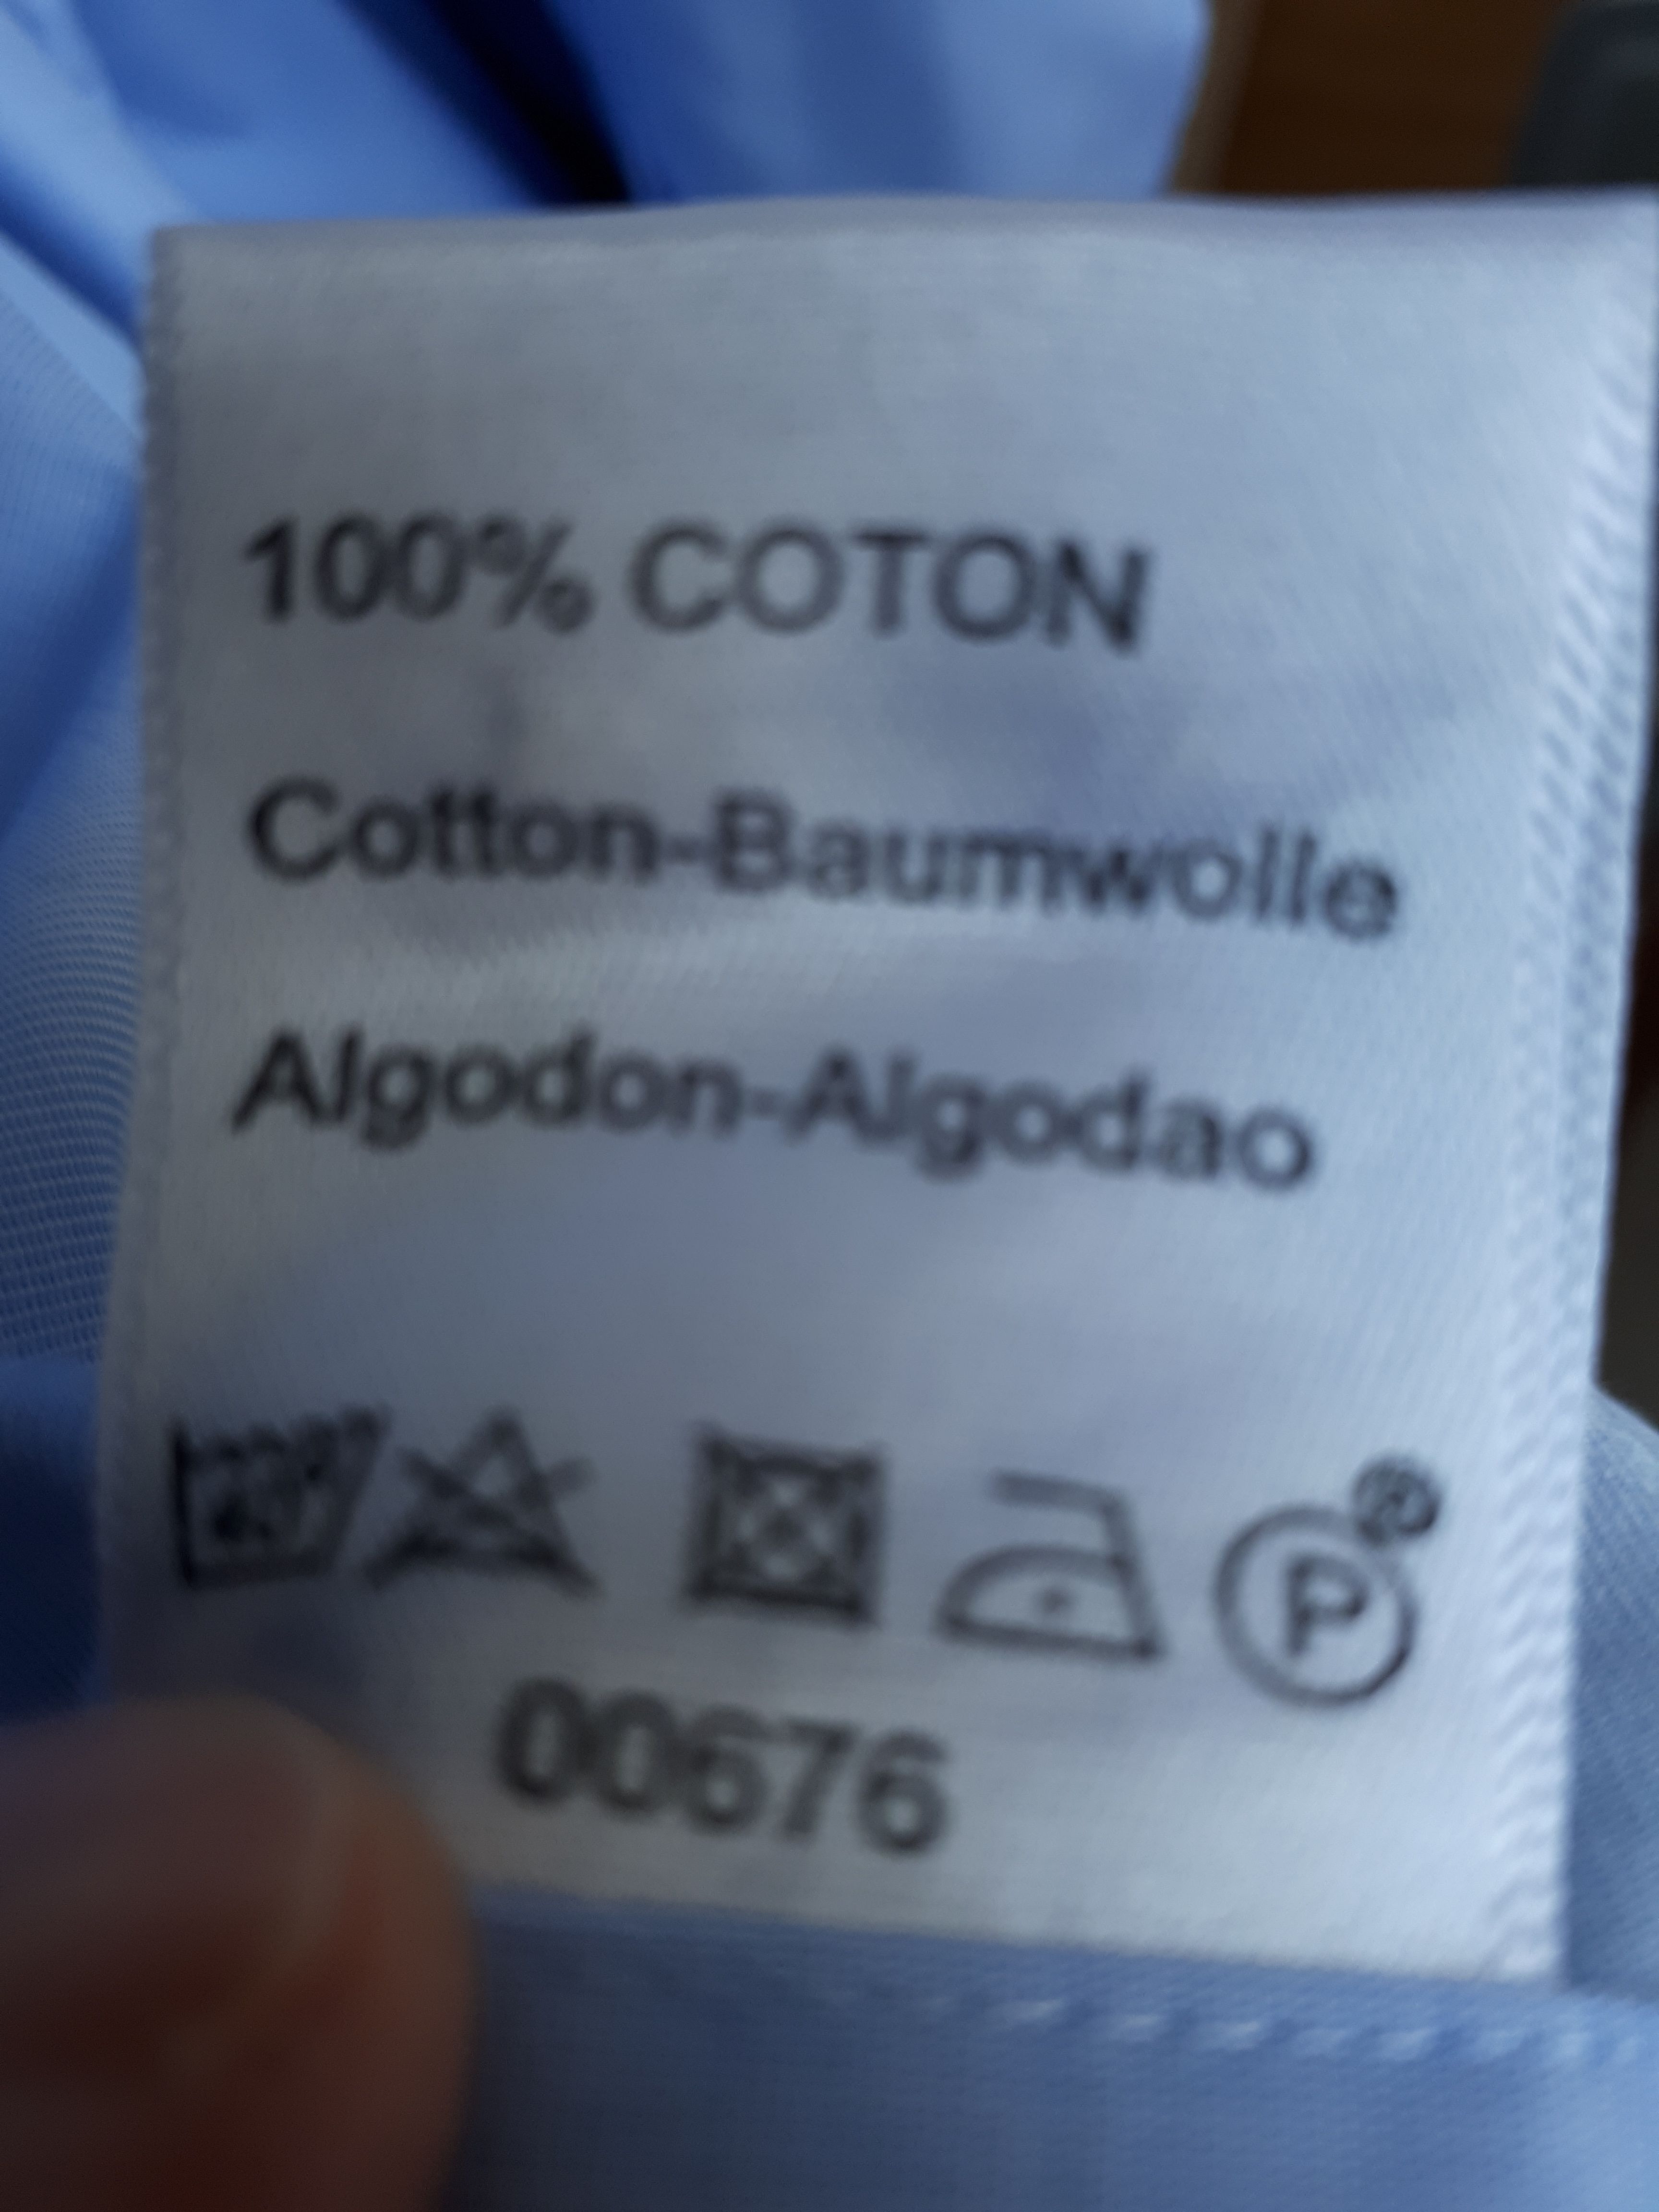 100% COTON
Cotton-Baumwolle
Algodon-Algodao
P ®
00676